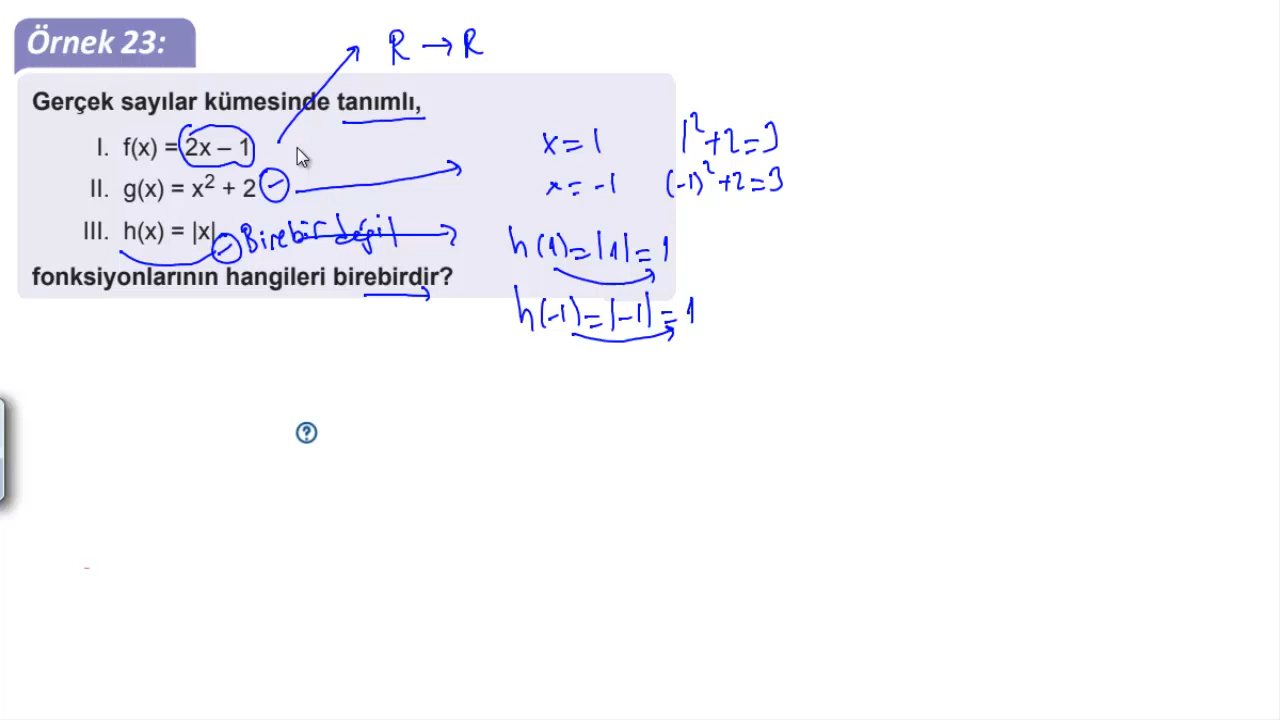 Örnek 23:
R → R
Gerçek sayılar kümesinde tanımlı,
I. f(x) = 2x – 1
x = 1 1² + 2 = 3
II. g(x) = x² + 2
x = -1 (-1)² + 2 = 3
III. h(x) = |x| Birebir değil
h(1) = |1| = 1
fonksiyonlarının hangileri birebirdir?
h(-1) = |-1| = 1